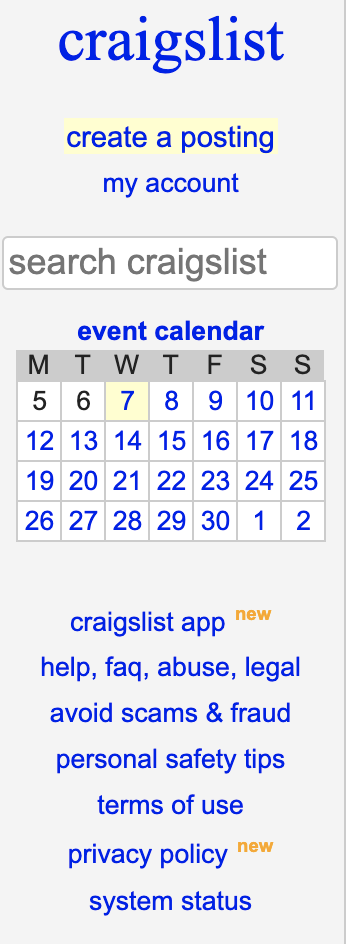 craigslist
create a posting
my account
search craigslist
event calendar
M T W T F S S
5 6 7 8 9 10 11
12 13 14 15 16 17 18
19 20 21 22 23 24 25
26 27 28 29 30 1 2
craigslist app new
help, faq, abuse, legal
avoid scams & fraud
personal safety tips
terms of use
privacy policy new
system status